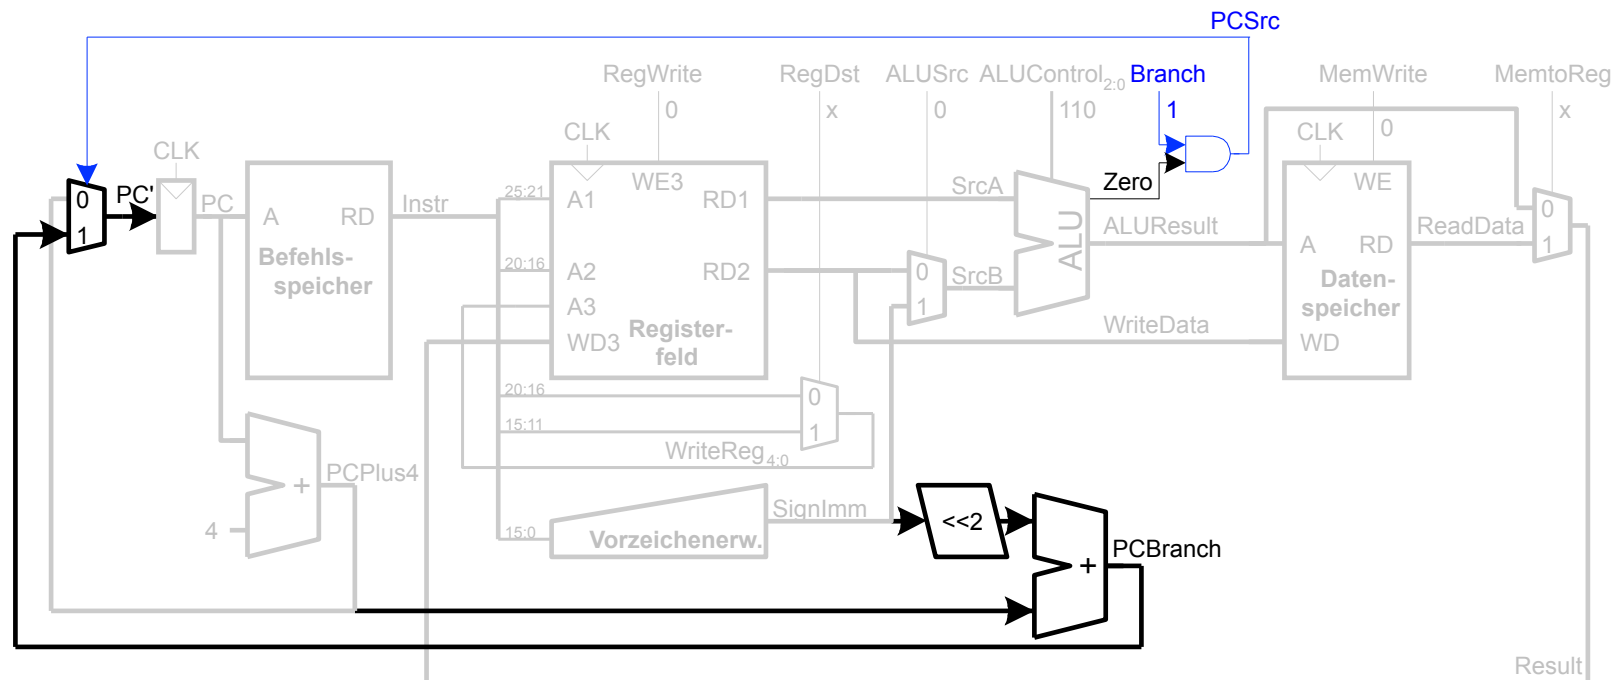 PCSrc
RegWrite RegDst ALUSrc ALUControl2:0 Branch MemWrite MemtoReg
0 x 0 110 1 0 x
CLK CLK CLK
0 PC' PC A RD Instr 25:21 A1 WE3 RD1 SrcA Zero WE 0 ReadData
1
Befehls-
speicher
20:16 A2 RD2 0 SrcB ALU ALUResult A RD 1
A3 1
Daten-
speicher
WD3 Register-
feld
WriteData WD
20:16 0
15:11 1
WriteReg4:0
PCPlus4
+
4
15:0 Vorzeichenerw. SignImm <<2
+ PCBranch
Result